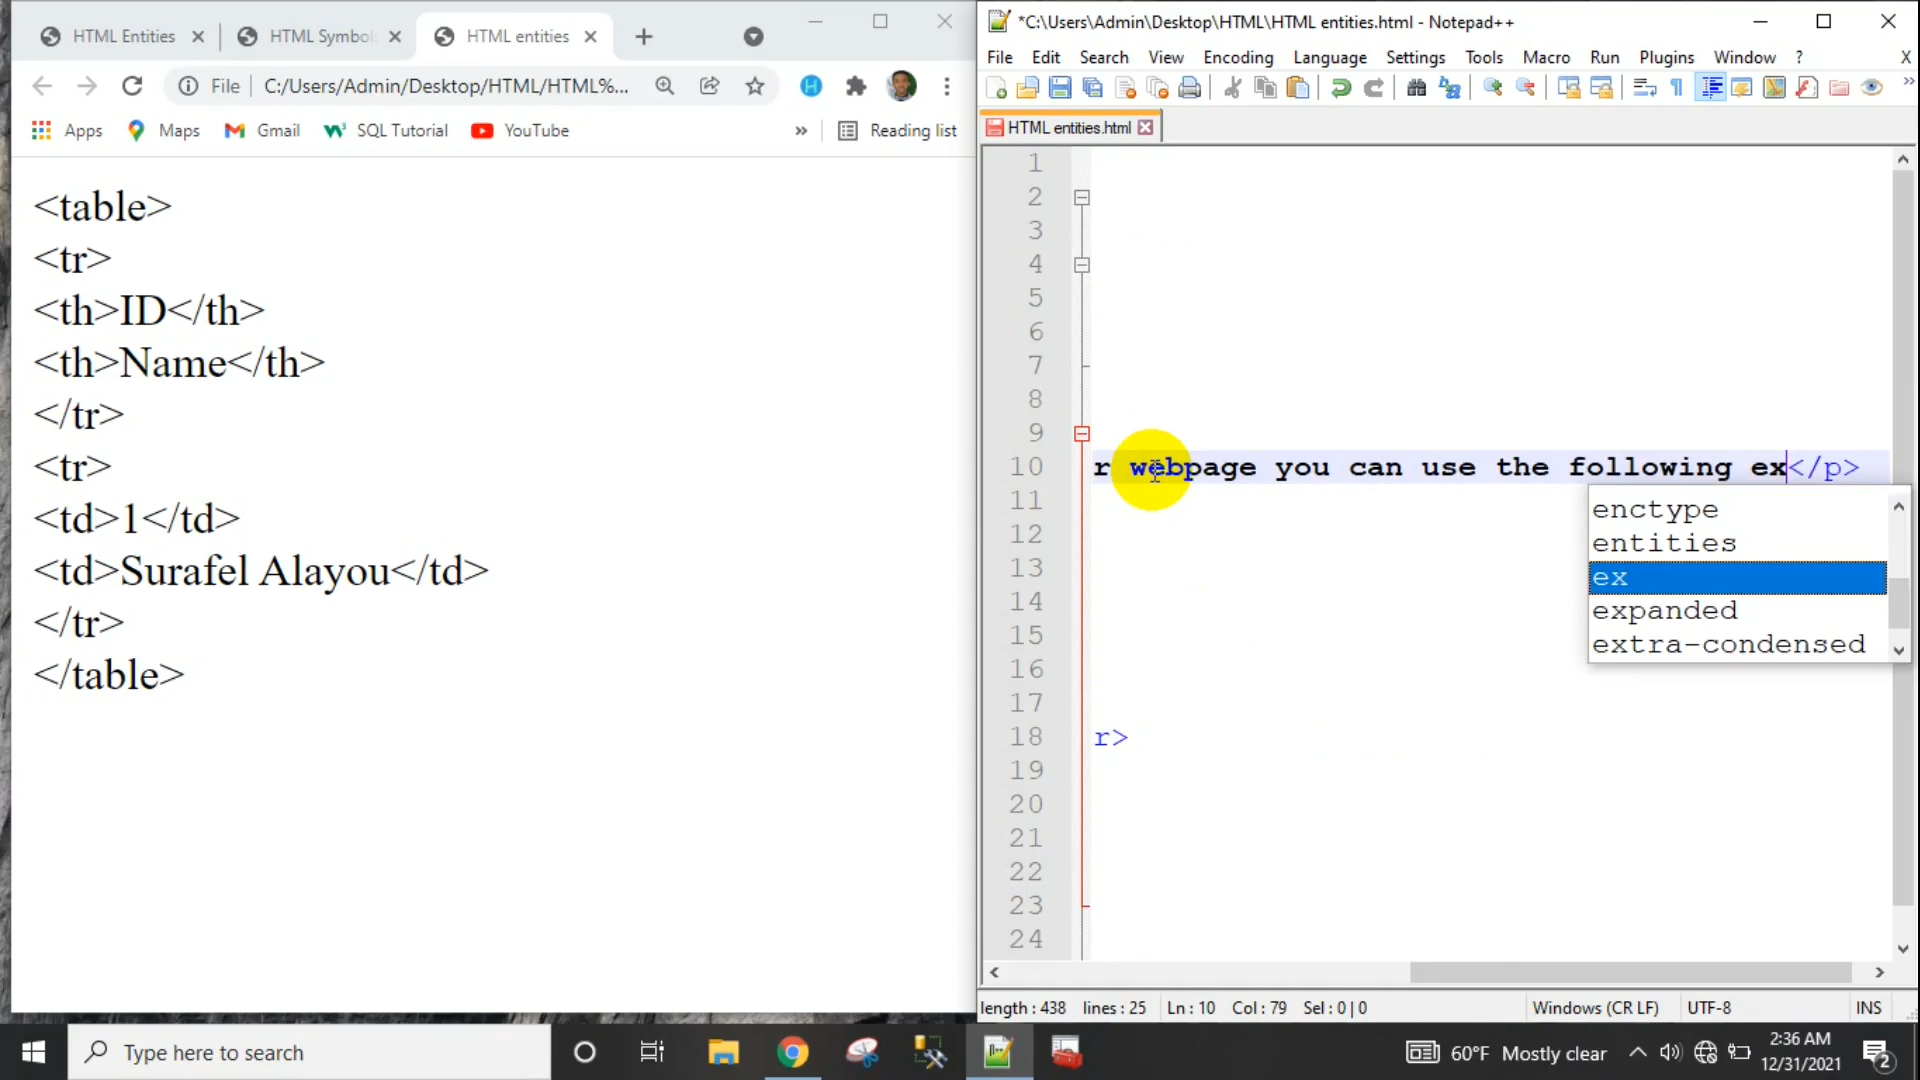 HTML Entities
HTML Symbol
HTML entities
File
C:/Users/Admin/Desktop/HTML/HTML%...
Apps
Maps
Gmail
SQL Tutorial
YouTube
»
Reading list
<table>
<tr>
<th>ID</th>
<th>Name</th>
</tr>
<tr>
<td>1</td>
<td>Surafel Alayou</td>
</tr>
</table>
*C:\Users\Admin\Desktop\HTML\HTML entities.html - Notepad++
File Edit Search View Encoding Language Settings Tools Macro Run Plugins Window ? X
HTML entities.html
1
2
3
4
5
6
7
8
9
10 r webpage you can use the following ex</p>
11
12
13
14
15
16
17
18 r>
19
20
21
22
23
24
enctype
entities
ex
expanded
extra-condensed
length : 438 lines : 25 Ln : 10 Col : 79 Sel : 0 | 0 Windows (CR LF) UTF-8 INS
Type here to search
60°F Mostly clear
2:36 AM
12/31/2021
2